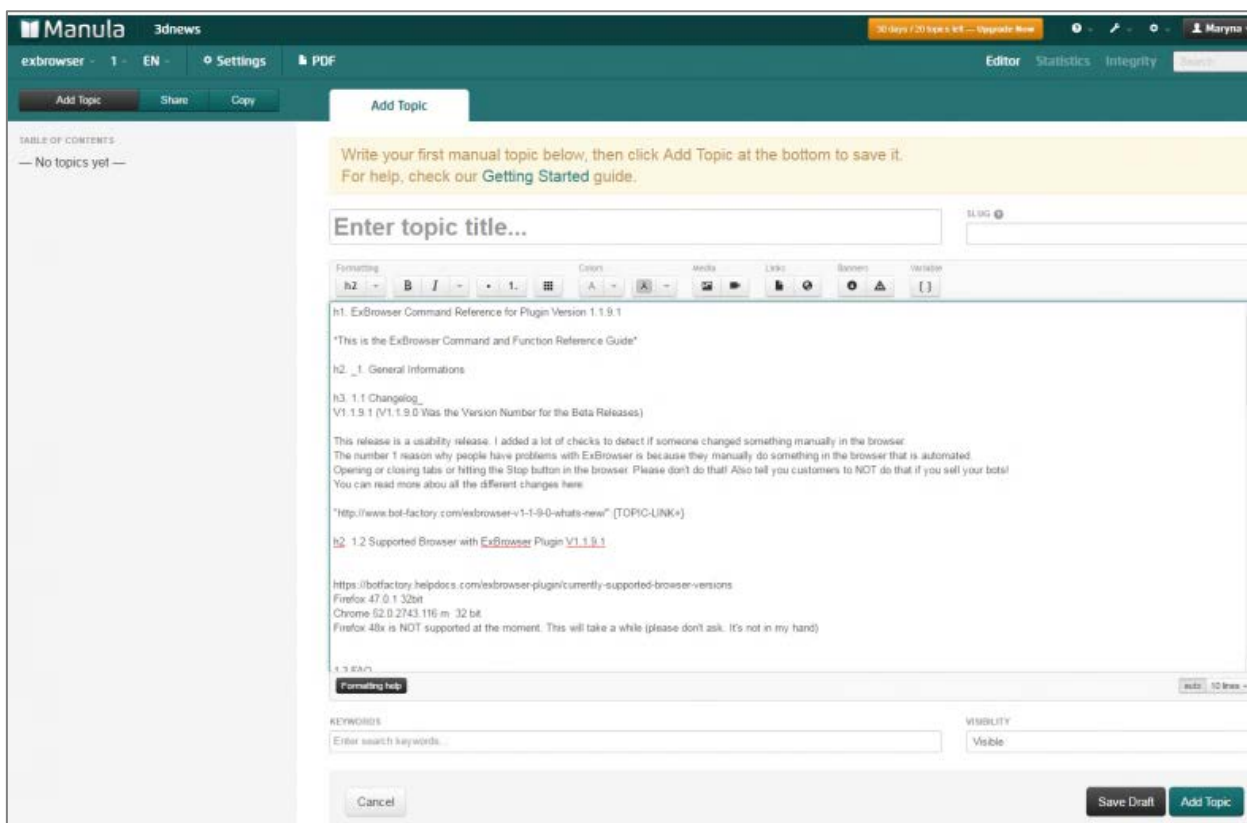 Manula 3dnews
30 days / 20 topics left — Upgrade Now
Maryna
exbrowser 1 EN Settings PDF
Editor Statistics Integrity Search
Add Topic Share Copy
Add Topic
TABLE OF CONTENTS
— No topics yet —
Write your first manual topic below, then click Add Topic at the bottom to save it.
For help, check our Getting Started guide.
Enter topic title...
SLUG
Formatting Colors Media Links Banners Variable
h2 B I • 1. A A [ ]
h1. ExBrowser Command Reference for Plugin Version 1.1.9.1
*This is the ExBrowser Command and Function Reference Guide*
h2. _1. General Informations
h3. 1.1 Changelog_
V1.1.9.1 (V1.1.9.0 Was the Version Number for the Beta Releases)
This release is a usability release. I added a lot of checks to detect if someone changed something manually in the browser.
The number 1 reason why people have problems with ExBrowser is because they manually do something in the browser that is automated.
Opening or closing tabs or hitting the Stop button in the browser. Please don't do that! Also tell you customers to NOT do that if you sell your bots!
You can read more abou all the different changes here:
"http://www.bot-factory.com/exbrowser-v1-1-9-0-whats-new/":{TOPIC-LINK+}
h2. 1.2 Supported Browser with ExBrowser Plugin V1.1.9.1
https://botfactory.helpdocs.com/exbrowser-plugin/currently-supported-browser-versions
Firefox 47.0.1 32bit
Chrome 52.0.2743.116 m 32 bit
Firefox 48x is NOT supported at the moment. This will take a while (please don't ask. It's not in my hand)
1.3 FAQ
Formatting help
auto 10 lines
KEYWORDS
Enter search keywords...
VISIBILITY
Visible
Cancel
Save Draft Add Topic